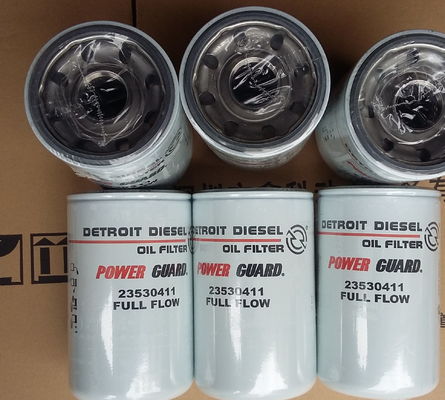 DETROIT DIESEL
OIL FILTER
POWER GUARD.
23530411
FULL FLOW
DETROIT DIESEL
OIL FILTER
POWER GUARD.
23530411
FULL FLOW
DETROIT DIESEL
OIL FILTER
POWER GUARD.
23530411
FULL FLOW